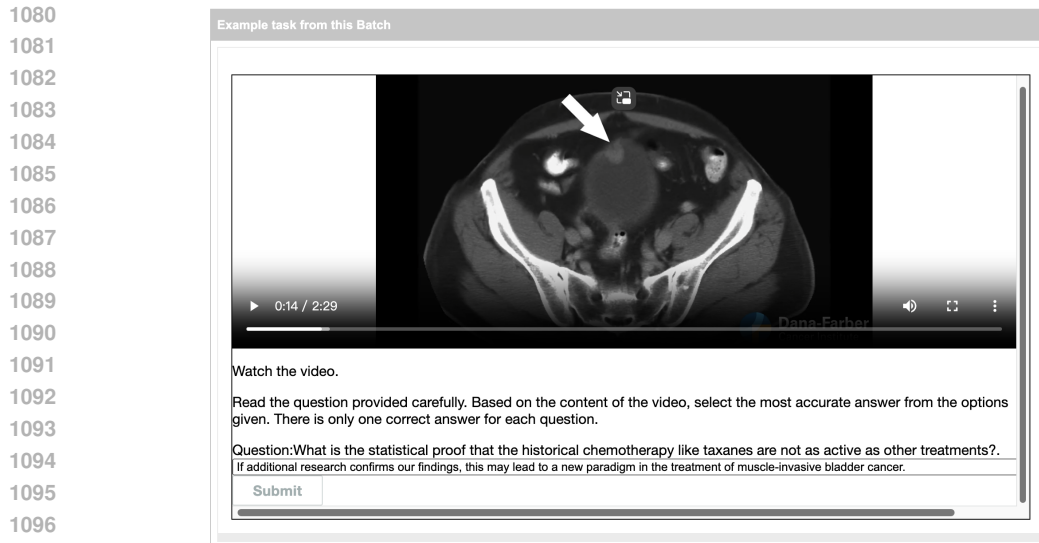 1080
1081
1082
1083
1084
1085
1086
1087
1088
1089
1090
1091
1092
1093
1094
1095
1096
Example task from this Batch
0:14 / 2:29
Dana-Farber
Watch the video.
Read the question provided carefully. Based on the content of the video, select the most accurate answer from the options
given. There is only one correct answer for each question.
Question:What is the statistical proof that the historical chemotherapy like taxanes are not as active as other treatments?.
If additional research confirms our findings, this may lead to a new paradigm in the treatment of muscle-invasive bladder cancer.
Submit